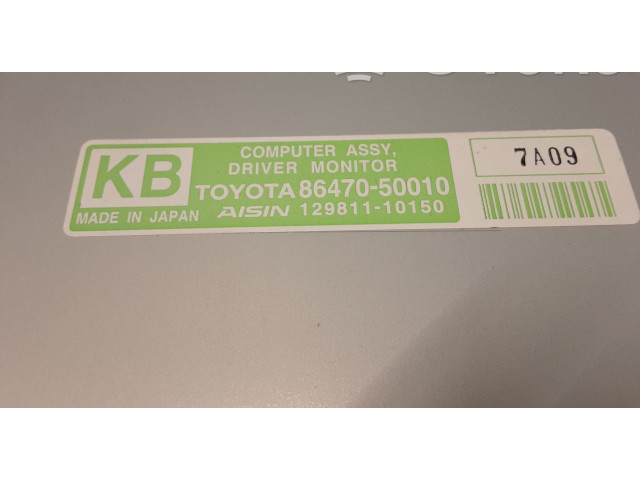 KB
MADE IN JAPAN
COMPUTER ASSY,
DRIVER MONITOR
TOYOTA 86470-50010
AISIN 129811-10150
7A09